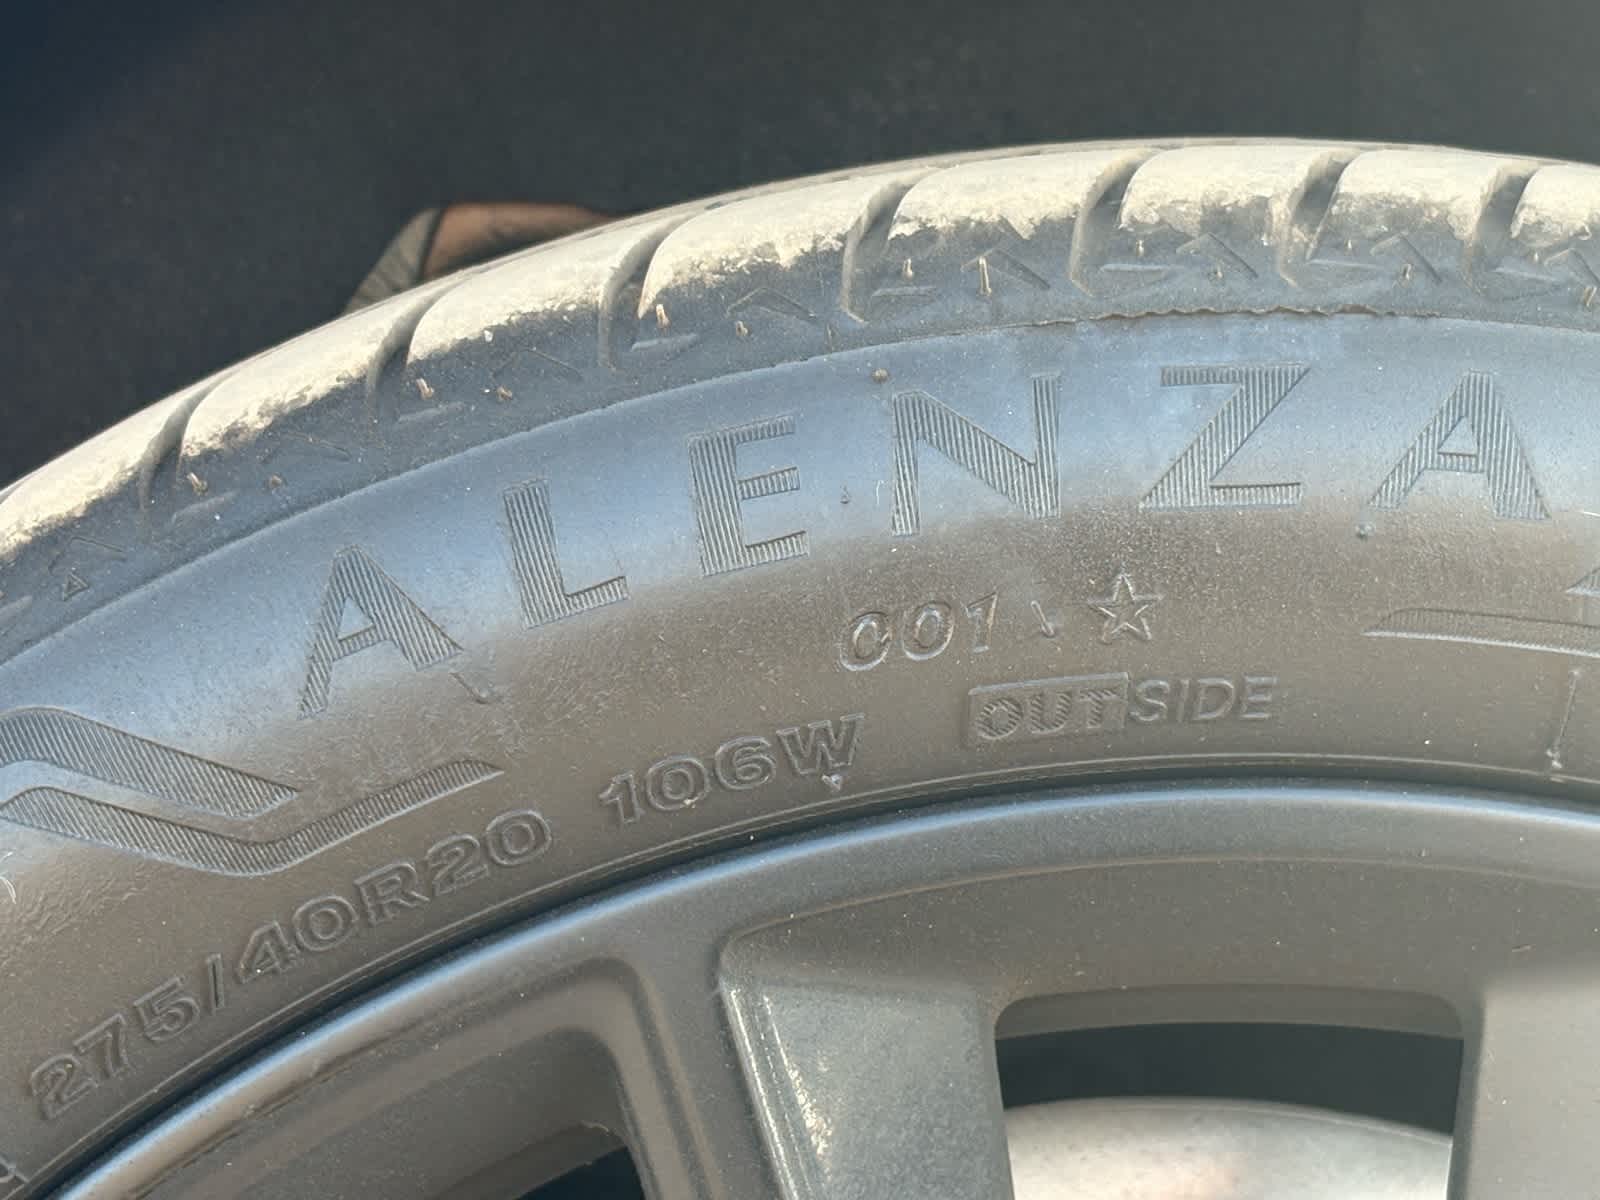 ALENZA
001 ☆
OUTSIDE
275/40R20 106W